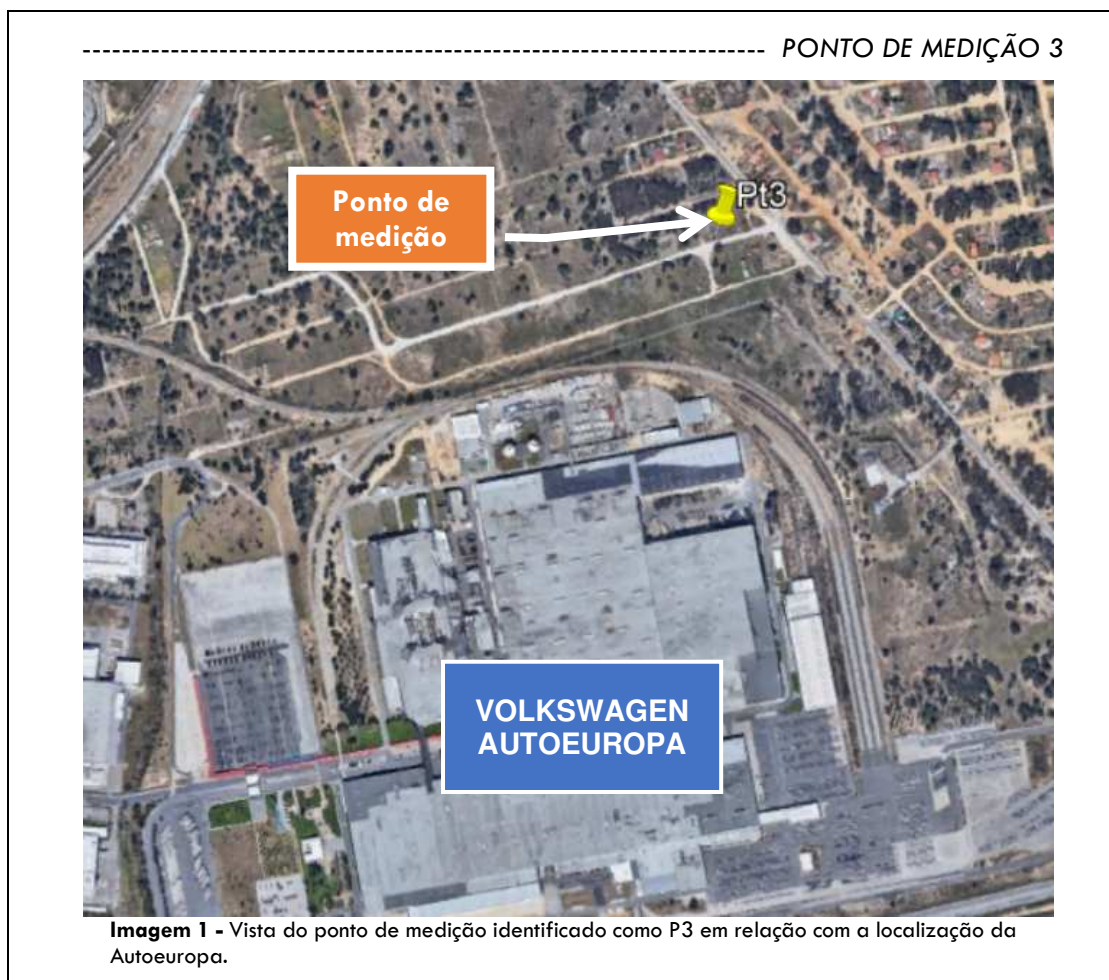 ---------------------------------------------------------------------- PONTO DE MEDIÇÃO 3
Ponto de
medição
Pt3
VOLKSWAGEN
AUTOEUROPA
Imagem 1 - Vista do ponto de medição identificado como P3 em relação com a localização da
Autoeuropa.